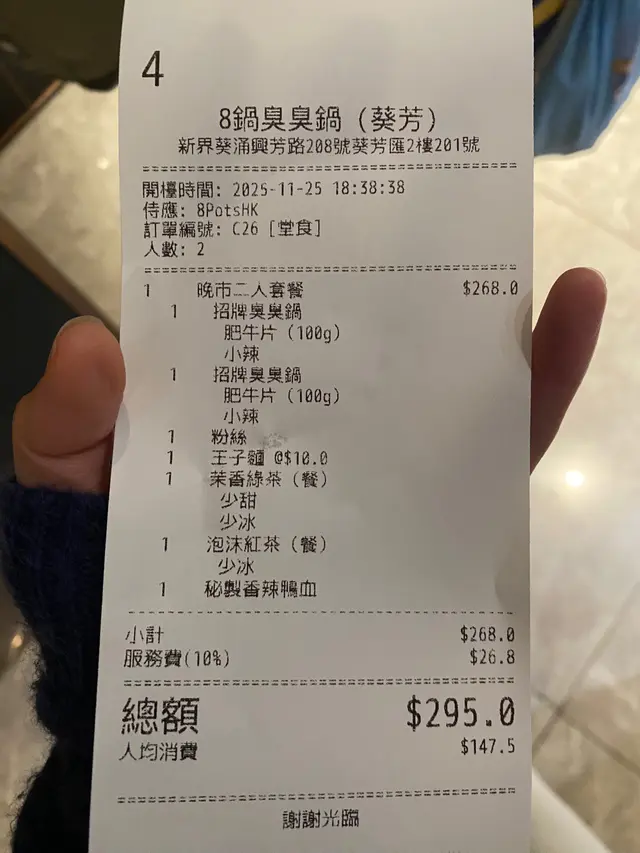 4
8鍋臭臭鍋 (葵芳)
新界葵涌興芳路208號葵芳匯2樓201號
開檯時間: 2025-11-25 18:38:38
侍應: 8PotsHK
訂單編號: C26 [堂食]
人數: 2
1 晚市二人套餐 $268.0
1 招牌臭臭鍋
肥牛片 (100g)
小辣
1 招牌臭臭鍋
肥牛片 (100g)
小辣
1 粉絲
1 王子麵 @$10.0
1 茉香綠茶 (餐)
少甜
少冰
1 泡沫紅茶 (餐)
少冰
1 秘製香辣鴨血
小計 $268.0
服務費(10%) $26.8
總額 $295.0
人均消費 $147.5
謝謝光臨